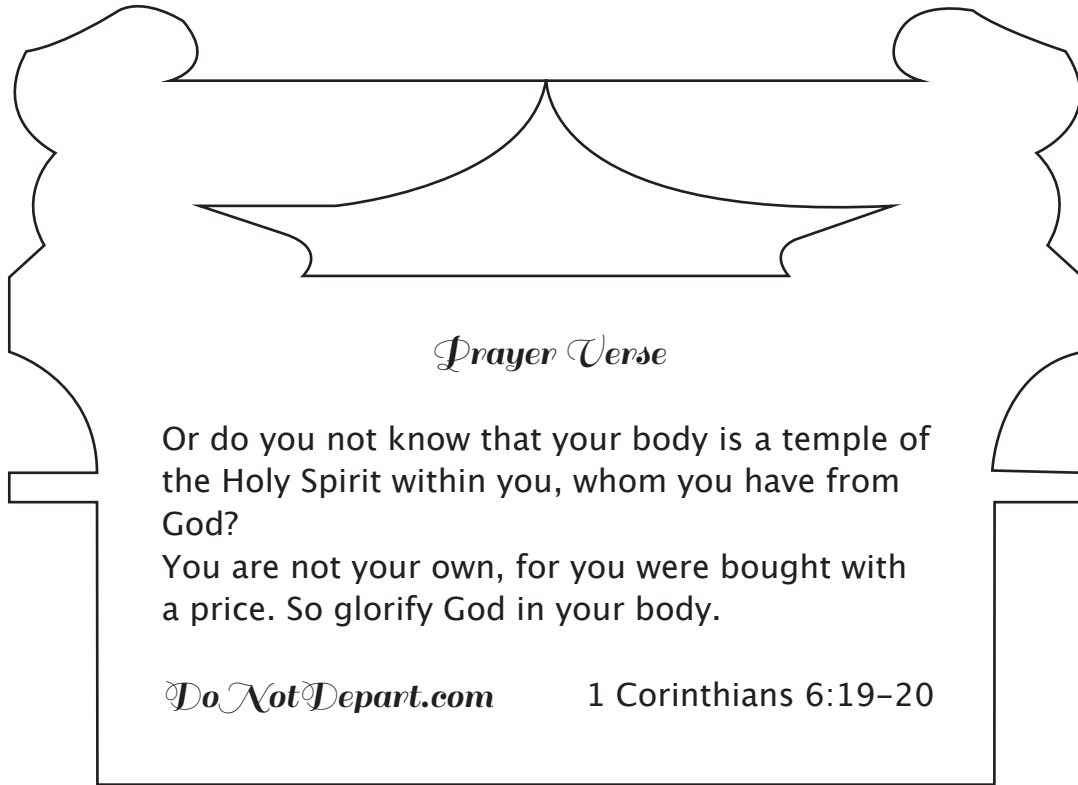 Prayer Verse
Or do you not know that your body is a temple of
the Holy Spirit within you, whom you have from
God?
You are not your own, for you were bought with
a price. So glorify God in your body.
DoNotDepart.com 1 Corinthians 6:19–20